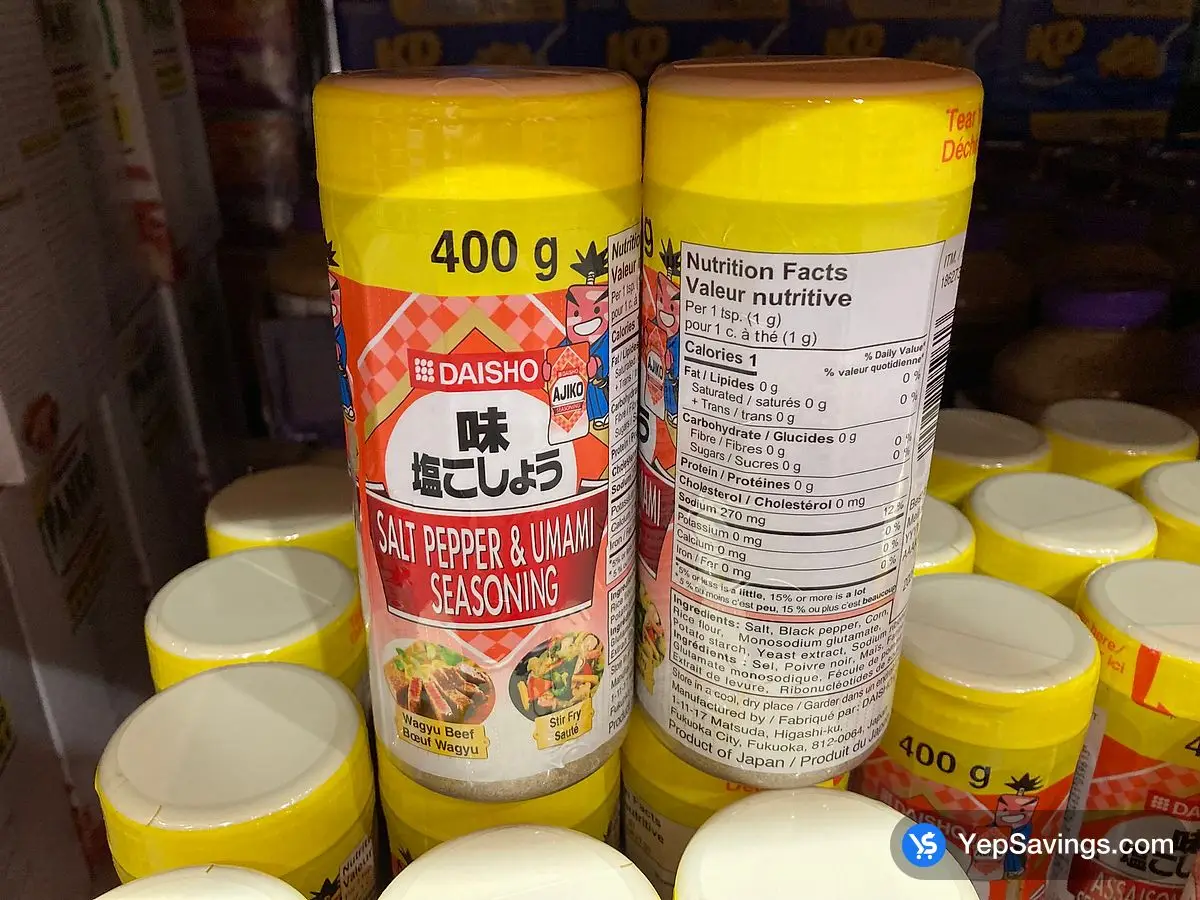 400 g
DAISHO
AJIKO
味
塩こしょう
SALT PEPPER & UMAMI
SEASONING
Wagyu Beef
Bœuf Wagyu
Stir Fry
Sauté
Nutrition Facts
Valeur nutritive
Per 1 tsp. (1 g)
pour 1 c. à thé (1 g)
Calories 1
% Daily Value*
% valeur quotidienne*
Fat / Lipides 0 g 0 %
Saturated / saturés 0 g 0 %
+ Trans / trans 0 g
Carbohydrate / Glucides 0 g
Fibre / Fibres 0 g 0 %
Sugars / Sucres 0 g 0 %
Protein / Protéines 0 g
Cholesterol / Cholestérol 0 mg
Sodium 270 mg 12 %
Potassium 0 mg 0 %
Calcium 0 mg 0 %
Iron / Fer 0 mg 0 %
*5% or less is a little, 15% or more is a lot
*5 % ou moins c'est peu, 15 % ou plus c'est beaucoup
Ingredients: Salt, Black pepper, Corn,
Rice flour, Monosodium glutamate,
Potato starch, Yeast extract, Sodium
Ingrédients : Sel, Poivre noir, Maïs,
Glutamate monosodique, Fécule de
Extrait de levure, Ribonucléotides
Store in a cool, dry place / Garder dans un
Manufactured by / Fabriqué par: DAISHO
1-11-17 Matsuda, Higashi-ku,
Fukuoka City, Fukuoka, 812-0064,
Product of Japan / Produit du
Tear
400 g
DAISHO
YepSavings.com